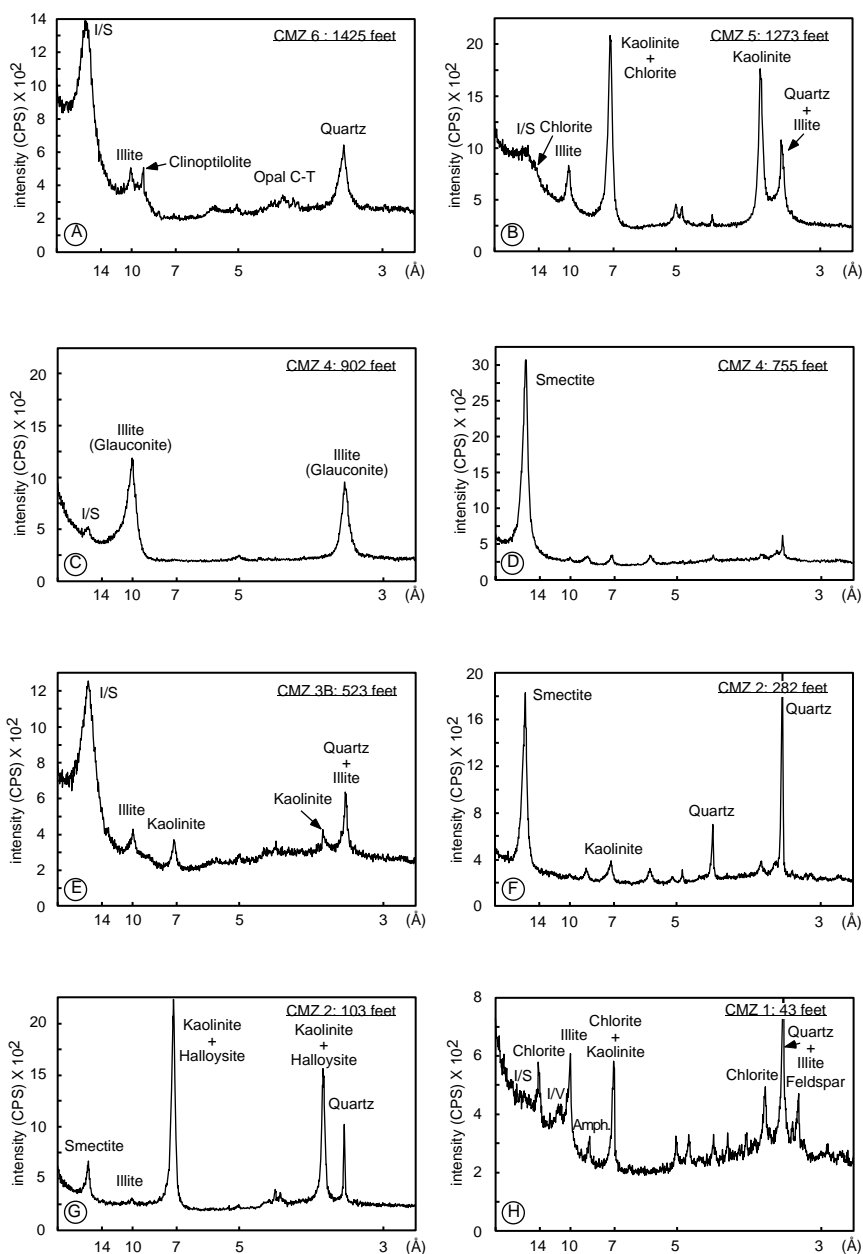 intensity (CPS) X 10²
14
12
10
8
6
4
2
0
I/S
CMZ 6 : 1425 feet
Illite
Clinoptilolite
Opal C-T
Quartz
A
14 10 7 5 3 (Å)
intensity (CPS) X 10²
20
15
10
5
0
CMZ 5: 1273 feet
Kaolinite
+
Chlorite
Kaolinite
Quartz
+
Illite
I/S
Chlorite
Illite
B
14 10 7 5 3 (Å)
intensity (CPS) X 10²
20
15
10
5
0
CMZ 4: 902 feet
Illite
(Glauconite)
Illite
(Glauconite)
I/S
C
14 10 7 5 3 (Å)
intensity (CPS) X 10²
30
25
20
15
10
5
0
CMZ 4: 755 feet
Smectite
D
14 10 7 5 3 (Å)
intensity (CPS) X 10²
12
10
8
6
4
2
0
I/S
CMZ 3B: 523 feet
Quartz
+
Illite
Kaolinite
Illite
Kaolinite
E
14 10 7 5 3 (Å)
intensity (CPS) X 10²
20
16
12
8
4
0
CMZ 2: 282 feet
Smectite
Quartz
Quartz
Kaolinite
F
14 10 7 5 3 (Å)
intensity (CPS) X 10²
20
15
10
5
0
CMZ 2: 103 feet
Kaolinite
+
Halloysite
Kaolinite
+
Halloysite
Quartz
Smectite
Illite
G
14 10 7 5 3 (Å)
intensity (CPS) X 10²
8
6
4
2
0
CMZ 1: 43 feet
Quartz
+
Illite
Feldspar
Chlorite
+
Kaolinite
Illite
Chlorite
I/S
I/V
Amph.
Chlorite
H
14 10 7 5 3 (Å)